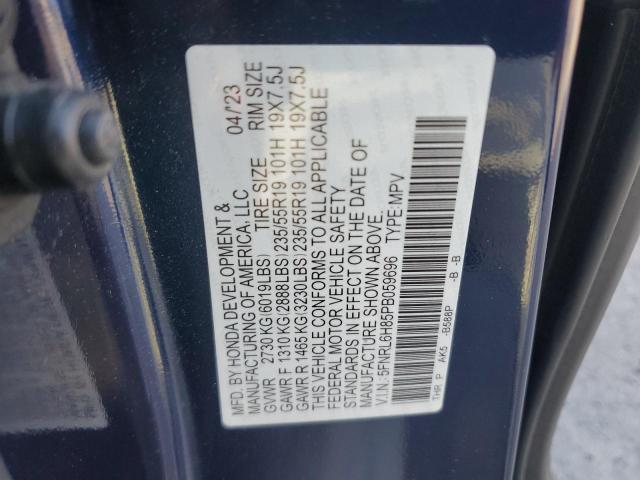 MFD. BY HONDA DEVELOPMENT & 04/23
MANUFACTURING OF AMERICA, LLC
GVWR 2730 KG(6019LBS) TIRE SIZE RIM SIZE
GAWR F 1310 KG(2888LBS) 235/55R19 101H 19X7.5J
GAWR R 1465 KG(3230LBS) 235/55R19 101H 19X7.5J
THIS VEHICLE CONFORMS TO ALL APPLICABLE
FEDERAL MOTOR VEHICLE SAFETY
STANDARDS IN EFFECT ON THE DATE OF
MANUFACTURE SHOWN ABOVE.
V.I.N.: 5FNRL6H85PB059696 TYPE:MPV
THR P AK5 -B588P -B -B